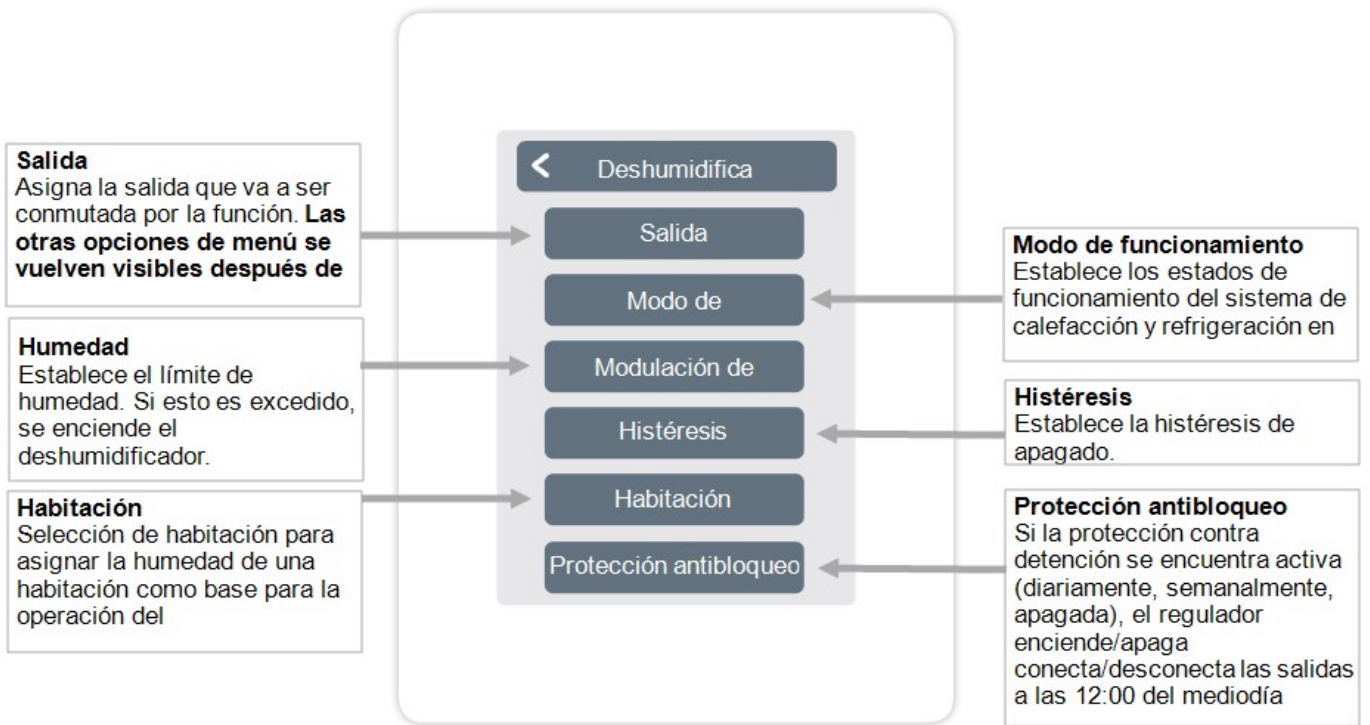 Salida
Asigna la salida que va a ser
conmutada por la función. Las
otras opciones de menú se
vuelven visibles después de
Humedad
Establece el límite de
humedad. Si esto es excedido,
se enciende el
deshumidificador.
Habitación
Selección de habitación para
asignar la humedad de una
habitación como base para la
operación del
Deshumidifica
Salida
Modo de
Modulación de
Histéresis
Habitación
Protección antibloqueo
Modo de funcionamiento
Establece los estados de
funcionamiento del sistema de
calefacción y refrigeración en
Histéresis
Establece la histéresis de
apagado.
Protección antibloqueo
Si la protección contra
detención se encuentra activa
(diariamente, semanalmente,
apagada), el regulador
enciende/apaga
conecta/desconecta las salidas
a las 12:00 del mediodía